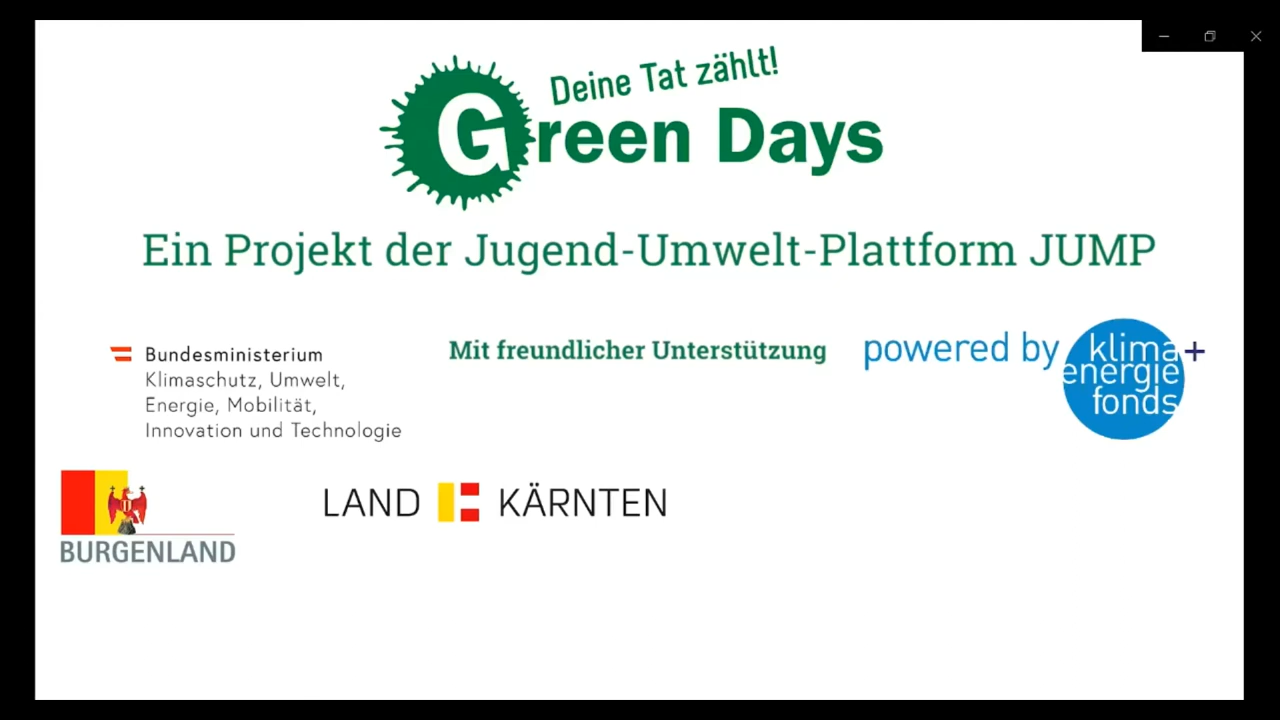 Deine Tat zählt!
Green Days
Ein Projekt der Jugend-Umwelt-Plattform JUMP
Mit freundlicher Unterstützung
Bundesministerium
Klimaschutz, Umwelt,
Energie, Mobilität,
Innovation und Technologie
powered by klima+
energie
fonds
BURGENLAND
LAND KÄRNTEN